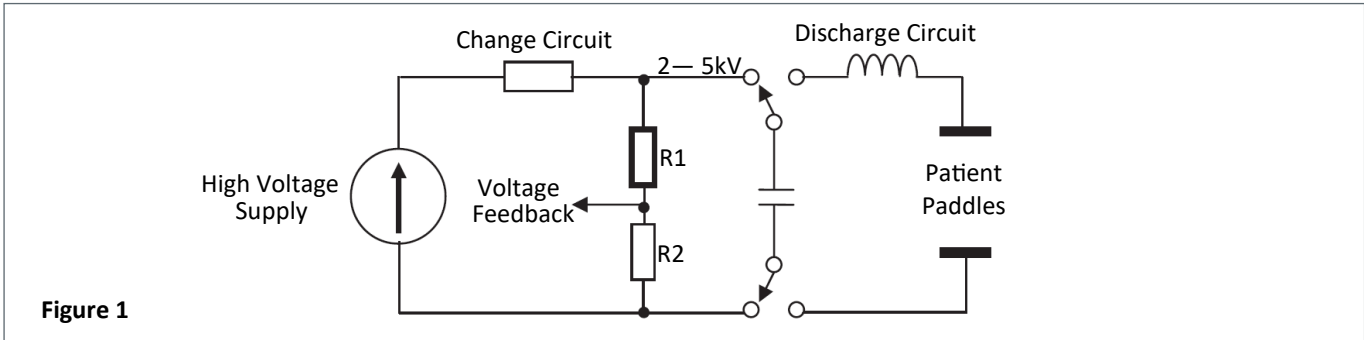 Change Circuit
Discharge Circuit
2— 5kV
R1
High Voltage
Supply
Voltage
Feedback
Patient
Paddles
R2
Figure 1